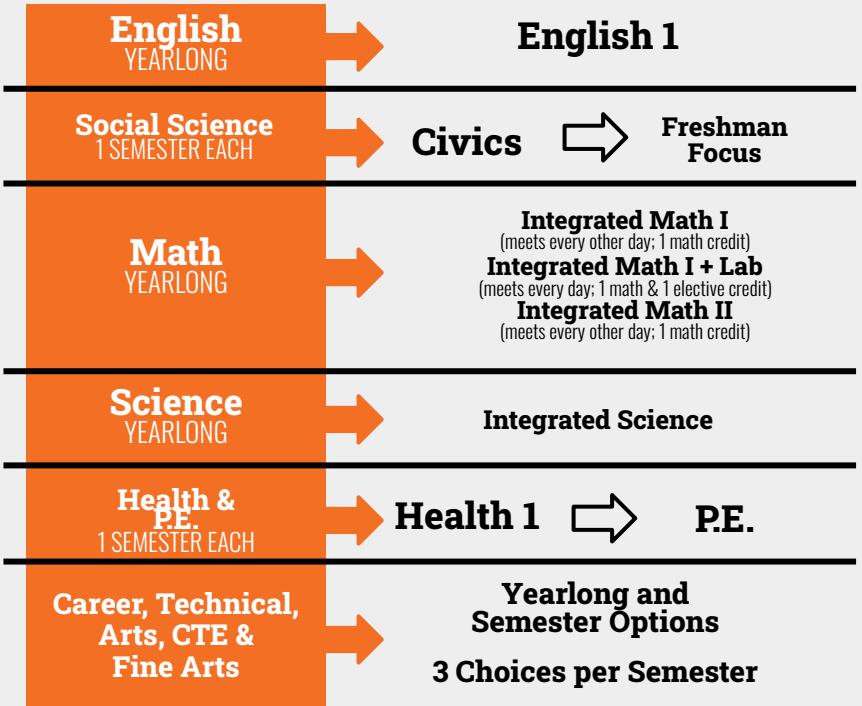 English
YEARLONG
English 1
Social Science
1 SEMESTER EACH
Civics
Freshman
Focus
Math
YEARLONG
Integrated Math I
(meets every other day; 1 math credit)
Integrated Math I + Lab
(meets every day; 1 math & 1 elective credit)
Integrated Math II
(meets every other day; 1 math credit)
Science
YEARLONG
Integrated Science
Health &
P.E.
1 SEMESTER EACH
Health 1
P.E.
Career, Technical,
Arts, CTE &
Fine Arts
Yearlong and
Semester Options
3 Choices per Semester